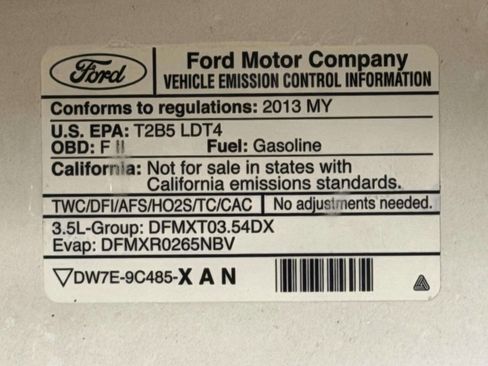 Ford
Ford Motor Company
VEHICLE EMISSION CONTROL INFORMATION
Conforms to regulations: 2013 MY
U.S. EPA: T2B5 LDT4
OBD: F II Fuel: Gasoline
California: Not for sale in states with
California emissions standards.
TWC/DFI/AFS/HO2S/TC/CAC No adjustments needed.
3.5L-Group: DFMXT03.54DX
Evap: DFMXR0265NBV
DW7E-9C485-X A N